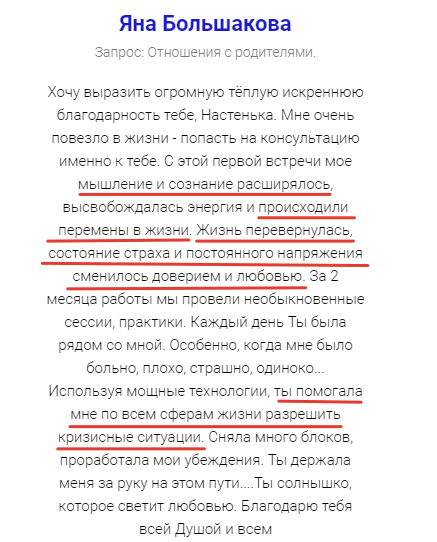 Яна Большакова
Запрос: Отношения с родителями.
Хочу выразить огромную тёплую искреннюю
благодарность тебе, Настенька. Мне очень
повезло в жизни - попасть на консультацию
именно к тебе. С этой первой встречи мое
мышление и сознание расширялось,
высвобождалась энергия и происходили
перемены в жизни. Жизнь перевернулась,
состояние страха и постоянного напряжения
сменилось доверием и любовью. За 2
месяца работы мы провели необыкновенные
сессии, практики. Каждый день Ты была
рядом со мной. Особенно, когда мне было
больно, плохо, страшно, одиноко...
Используя мощные технологии, ты помогала
мне по всем сферам жизни разрешить
кризисные ситуации. Сняла много блоков,
проработала мои убеждения. Ты держала
меня за руку на этом пути....Ты солнышко,
которое светит любовью. Благодарю тебя
всей Душой и всем